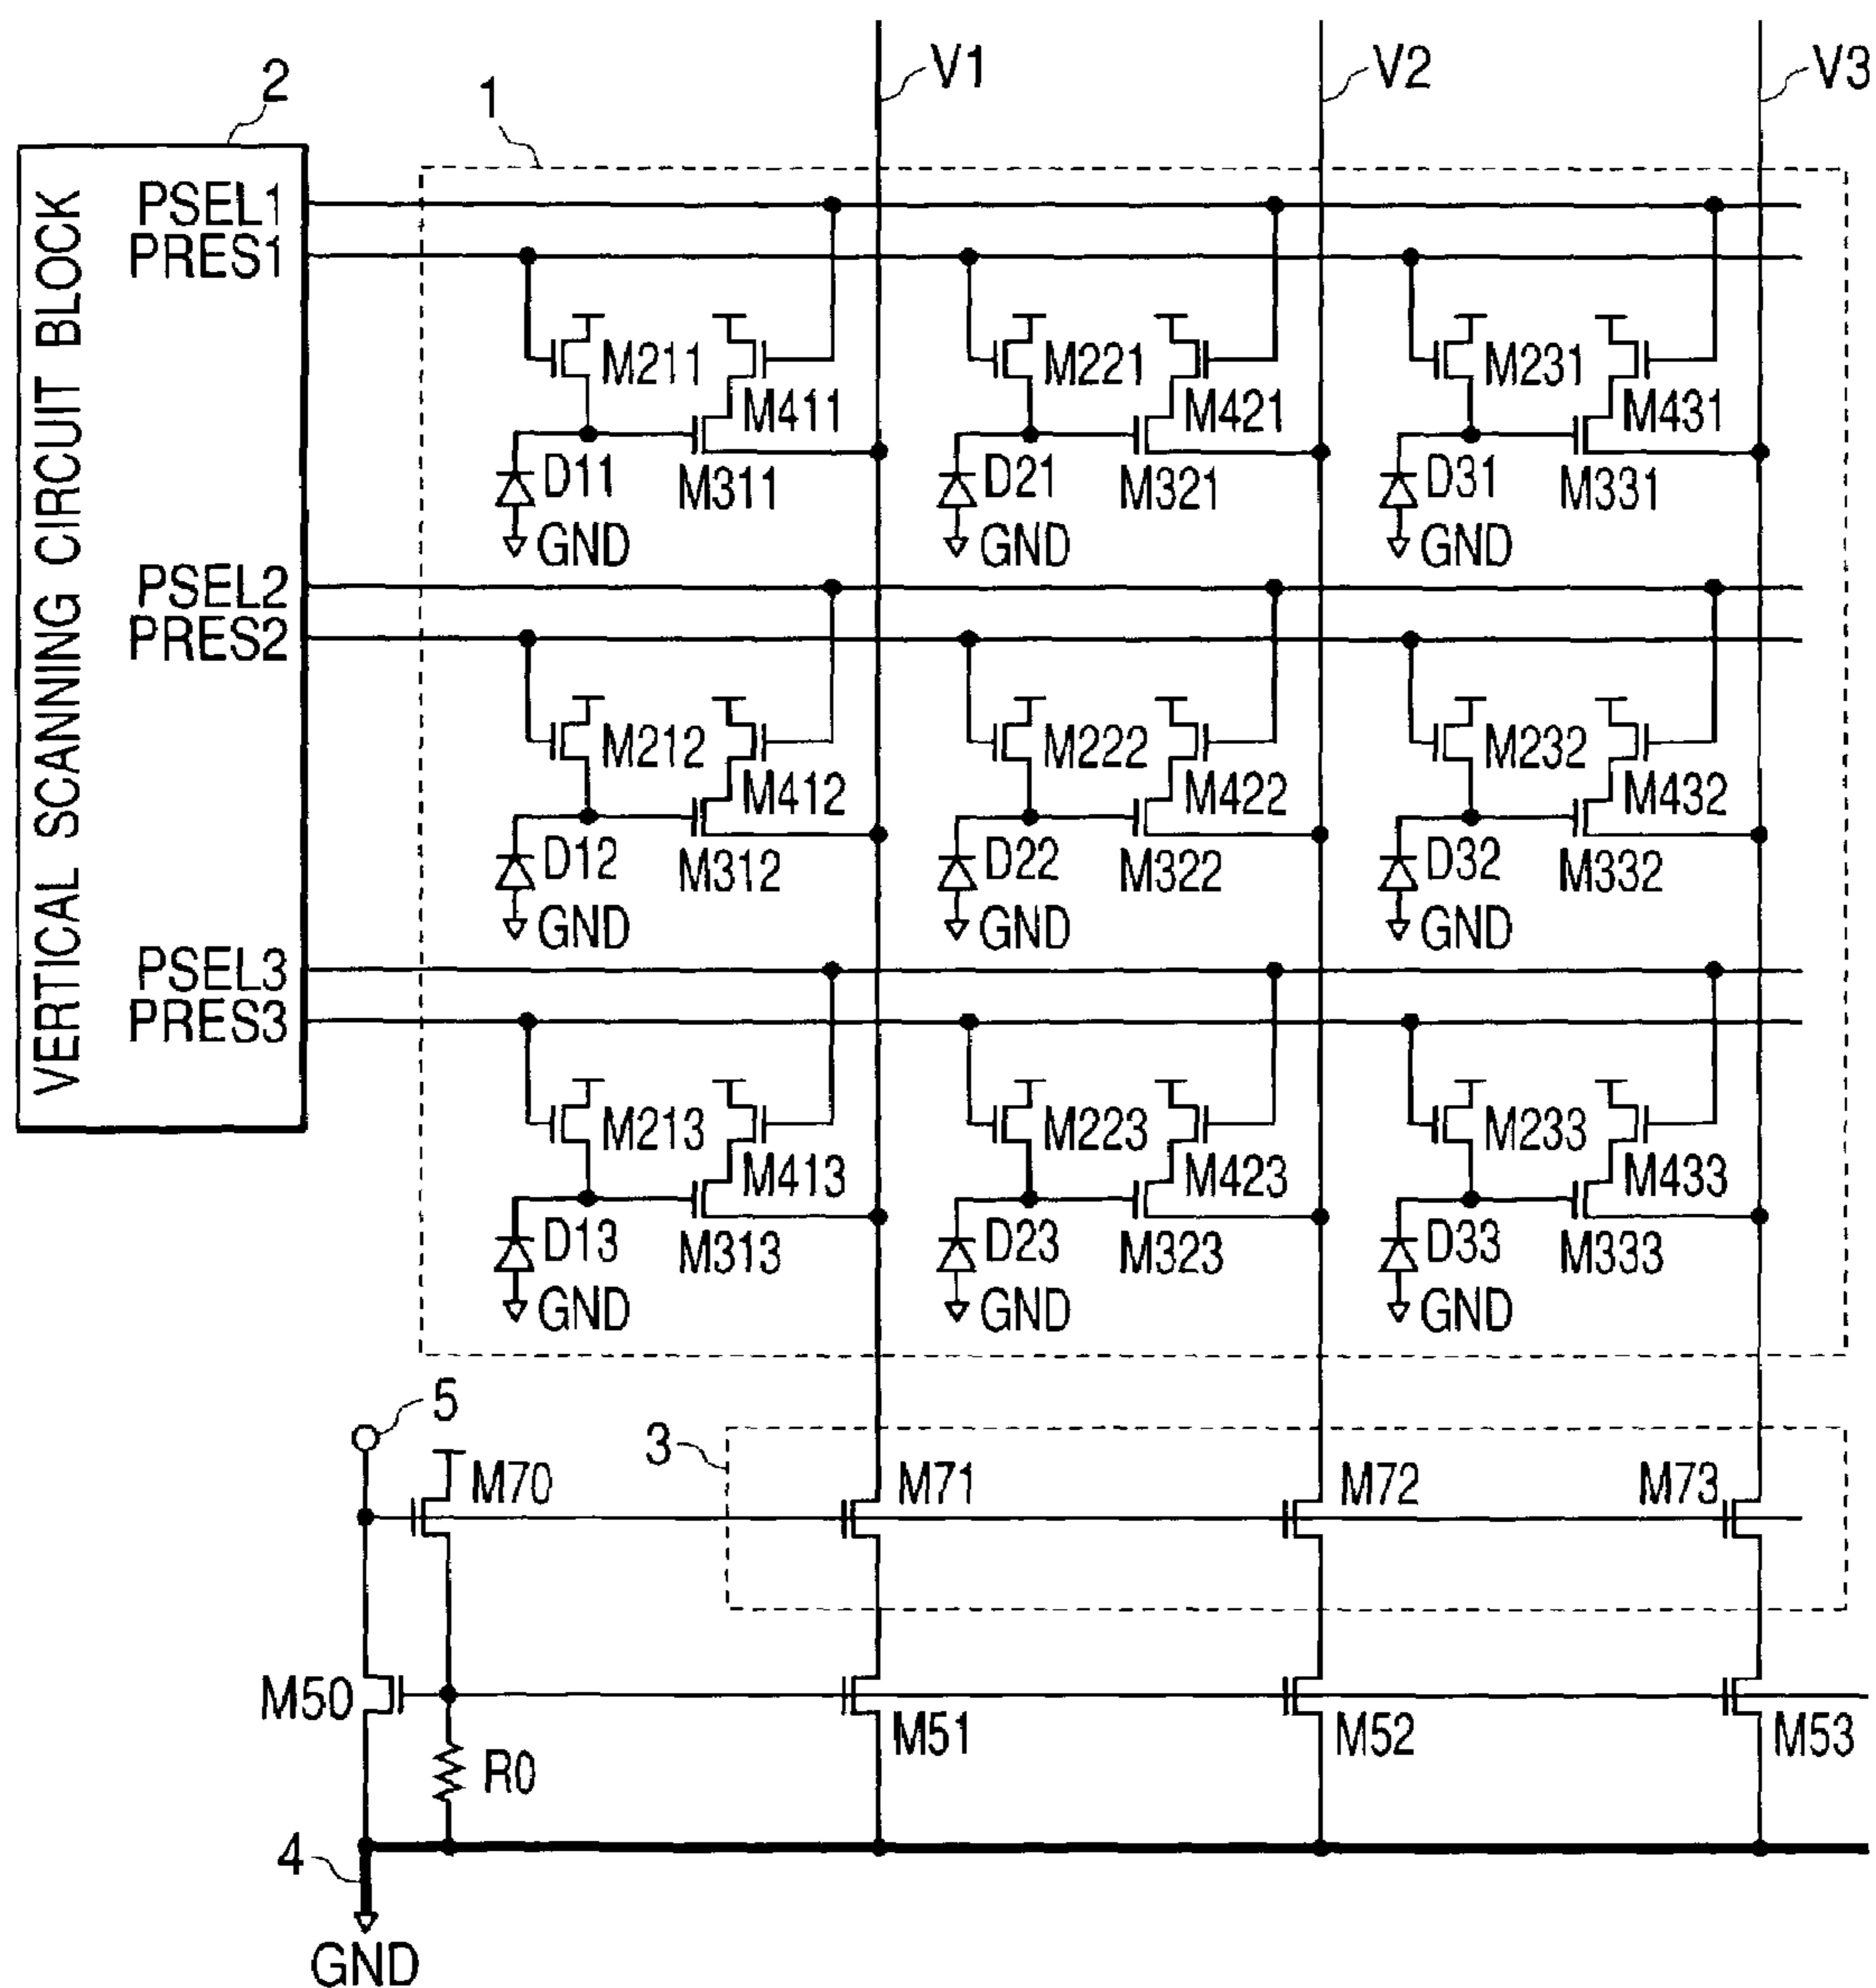 V1 V2 V3
2 1
VERTICAL SCANNING CIRCUIT BLOCK
PSEL1
PRES1
M211 M221 M231
M411 M421 M431
D11 M311 D21 M321 D31 M331
GND GND GND
PSEL2
PRES2
M212 M222 M232
M412 M422 M432
D12 M312 D22 M322 D32 M332
GND GND GND
PSEL3
PRES3
M213 M223 M233
M413 M423 M433
D13 M313 D23 M323 D33 M333
GND GND GND
5 3
M70 M71 M72 M73
M50 M51 M52 M53
R0
4
GND